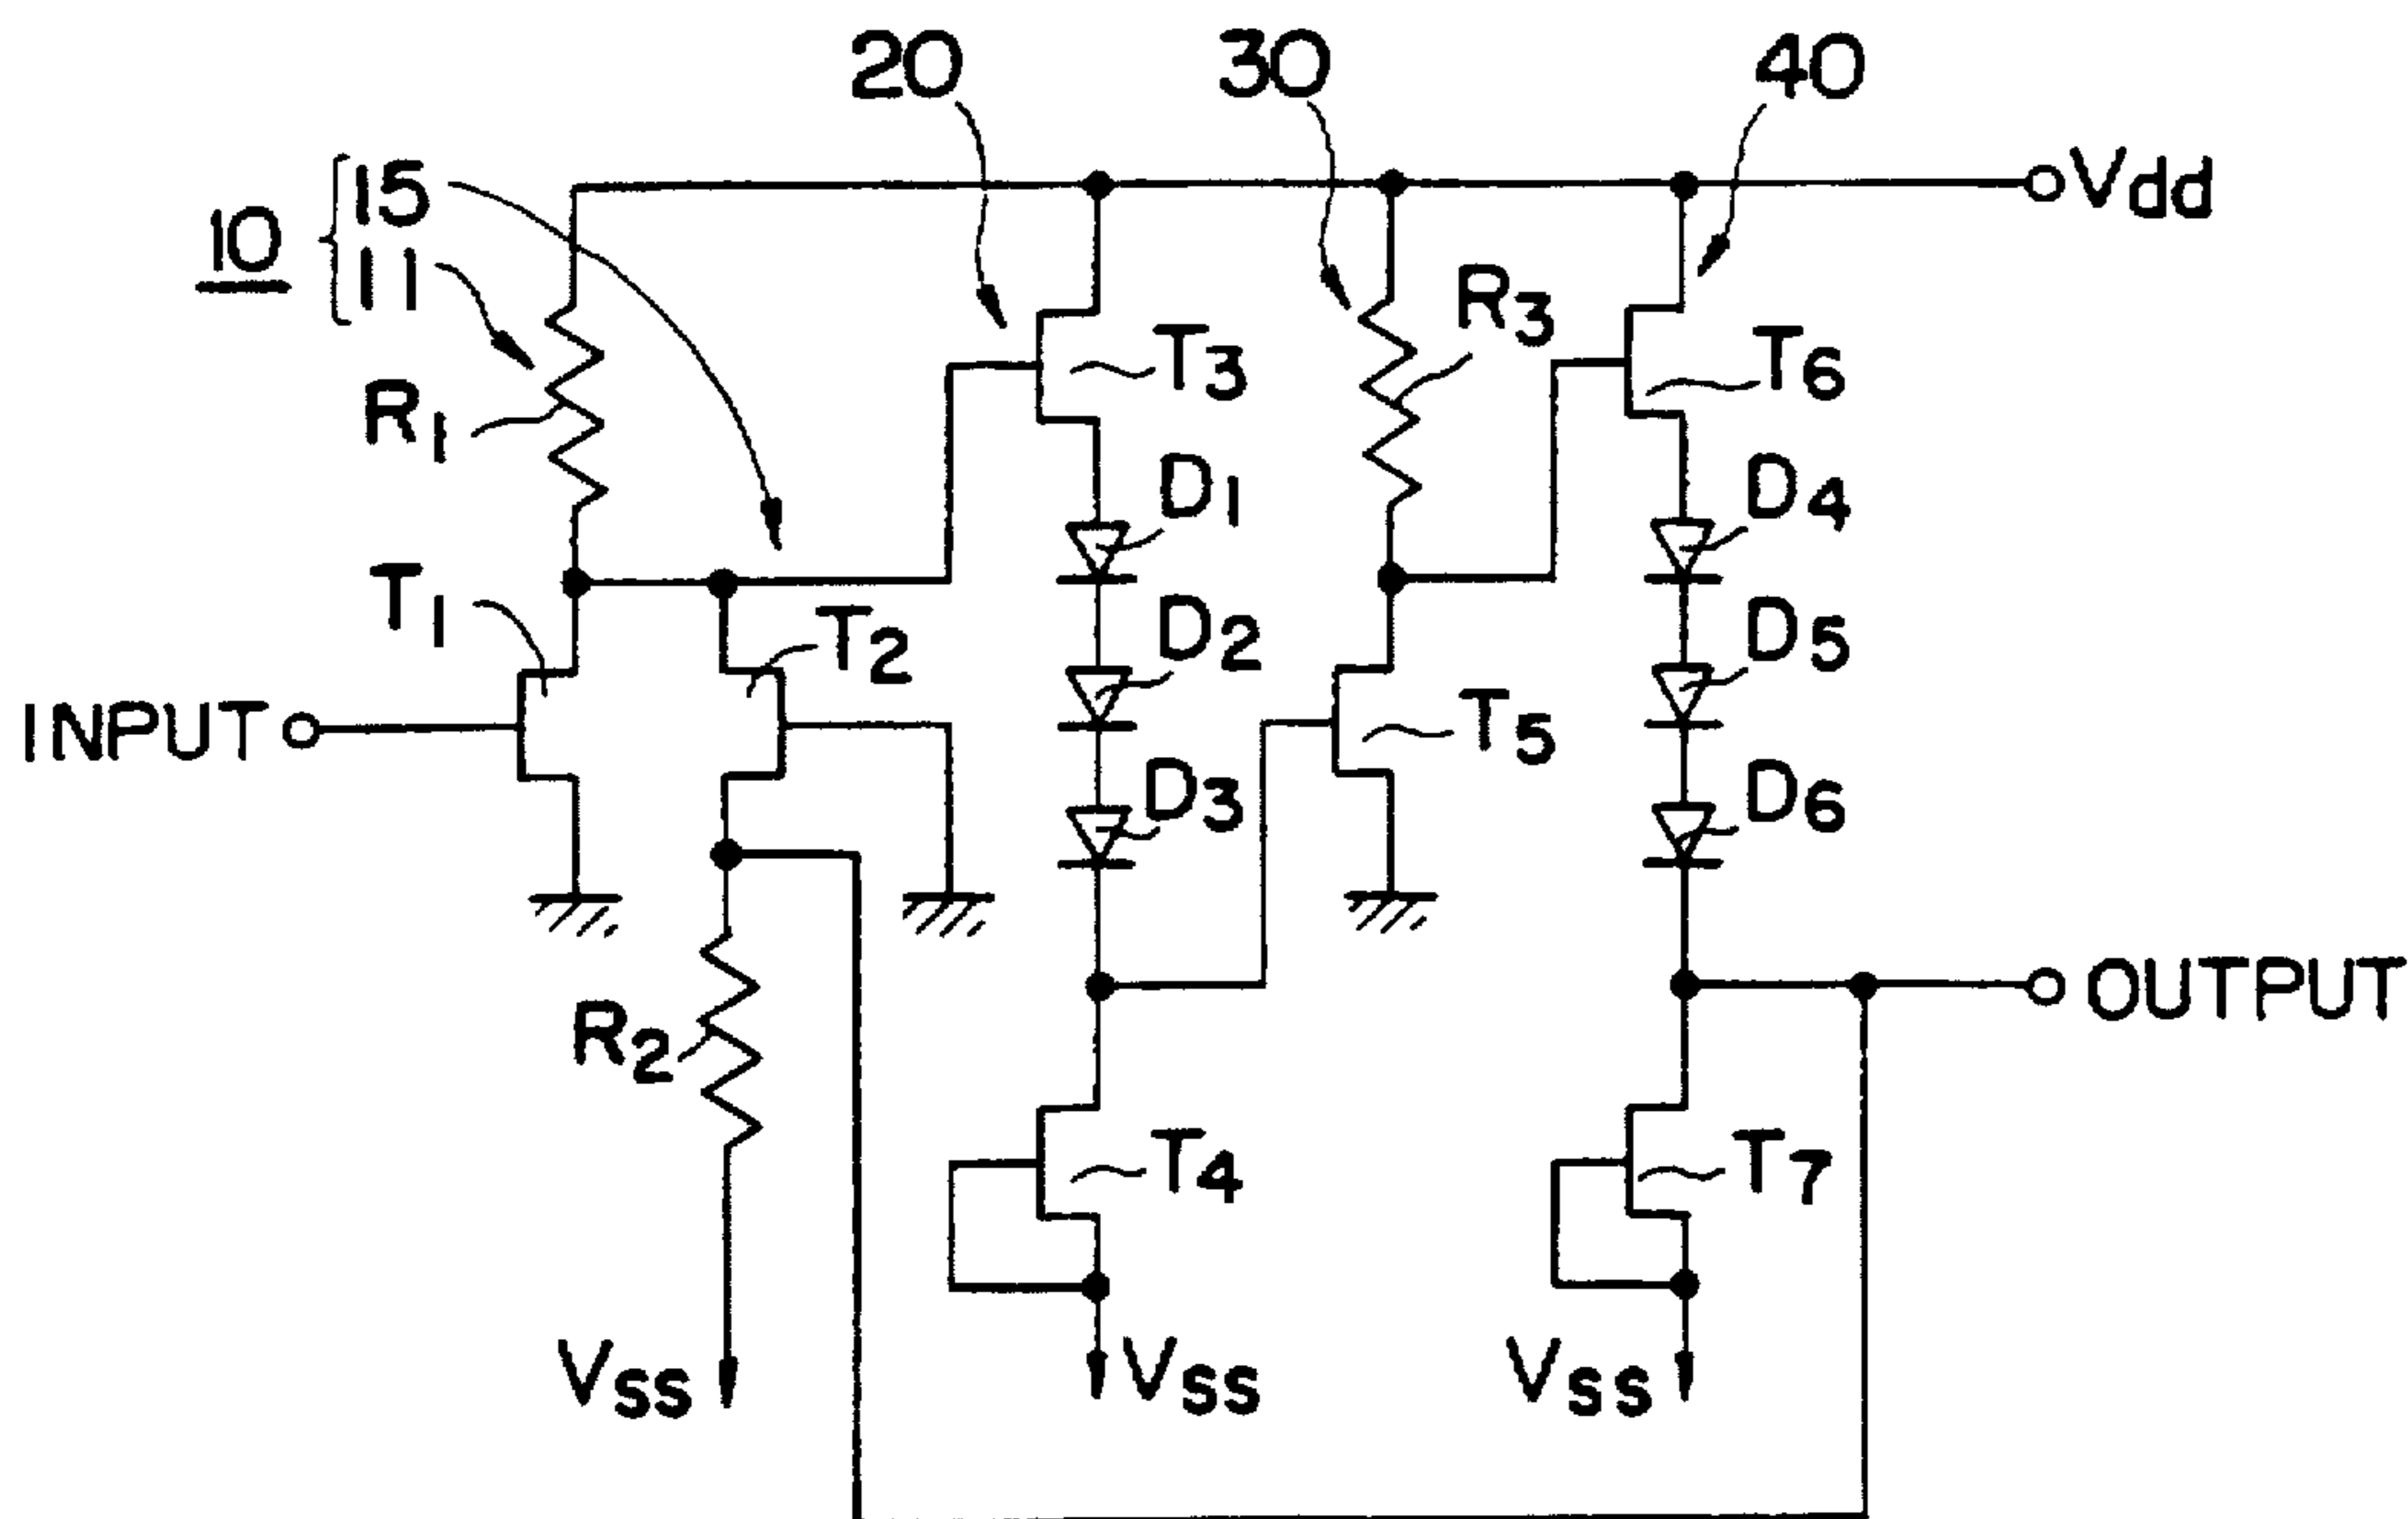 20
30
40
15
Vdd
10
11
R3
T3
T6
R1
D1
D4
T1
T2
D2
D5
INPUT
T5
D3
D6
OUTPUT
R2
T4
T7
Vss
Vss
Vss